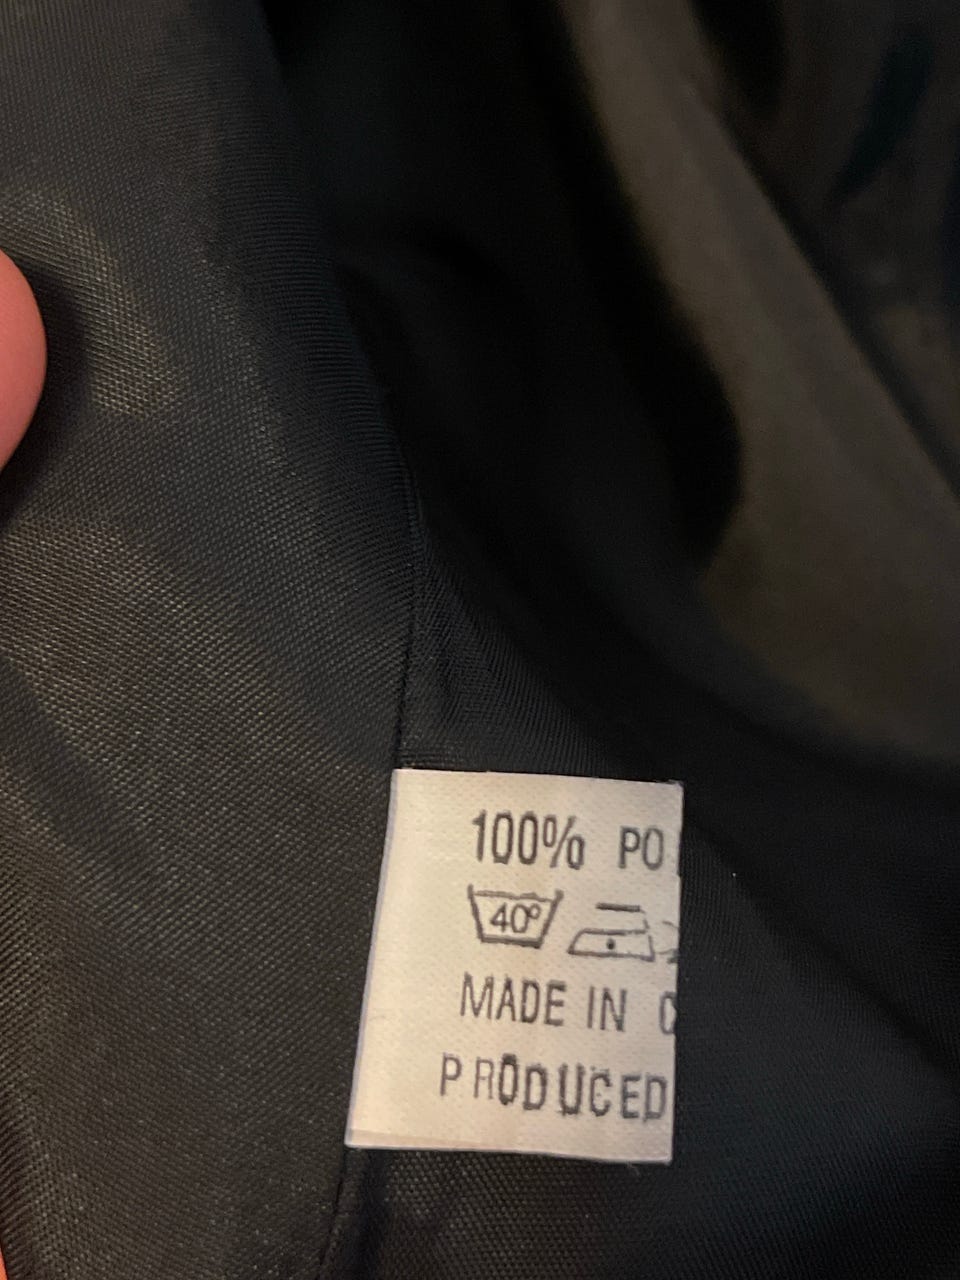 100% PO
40°
MADE IN C
PRODUCED